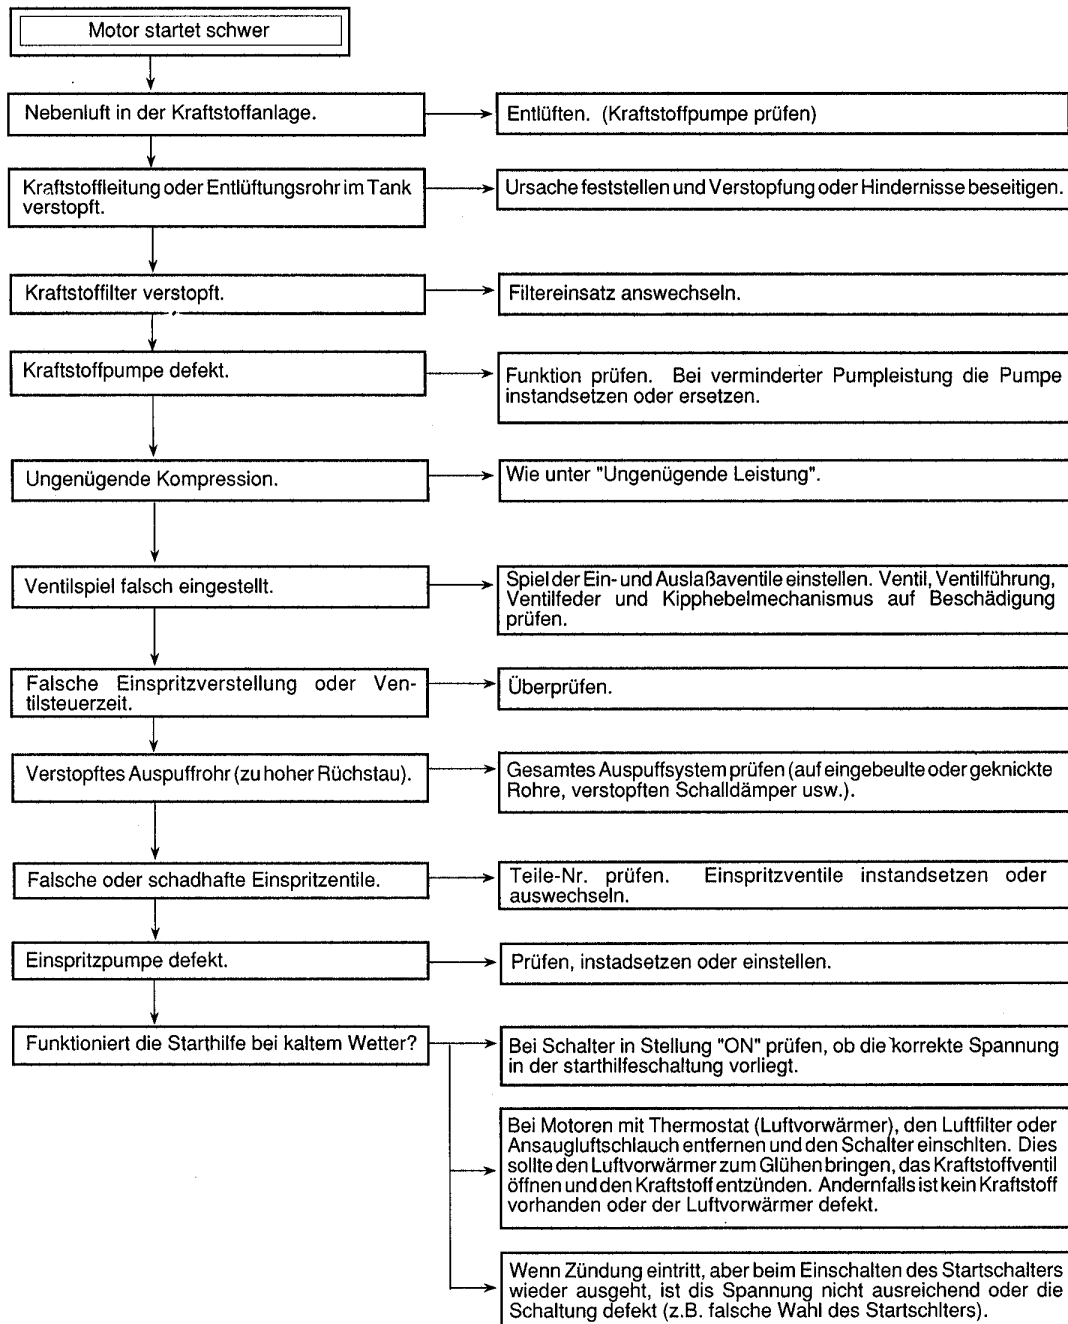 Motor startet schwer
Nebenluft in der Kraftstoffanlage.
Entlüften. (Kraftstoffpumpe prüfen)
Kraftstoffleitung oder Entlüftungsrohr im Tank
verstopft.
Ursache feststellen und Verstopfung oder Hindernisse beseitigen.
Kraftstoffilter verstopft.
Filtereinsatz answechseln.
Kraftstoffpumpe defekt.
Funktion prüfen. Bei verminderter Pumpleistung die Pumpe
instandsetzen oder ersetzen.
Ungenügende Kompression.
Wie unter "Ungenügende Leistung".
Ventilspiel falsch eingestellt.
Spiel der Ein- und Auslaßaventile einstellen. Ventil, Ventilführung,
Ventilfeder und Kipphebelmechanismus auf Beschädigung
prüfen.
Falsche Einspritzverstellung oder Ven-
tilsteuerzeit.
Überprüfen.
Verstopftes Auspuffrohr (zu hoher Rüchstau).
Gesamtes Auspuffsystem prüfen (auf eingebeulte oder geknickte
Rohre, verstopften Schalldämper usw.).
Falsche oder schadhafte Einspritzentile.
Teile-Nr. prüfen. Einspritzventile instandsetzen oder
auswechseln.
Einspritzpumpe defekt.
Prüfen, instadsetzen oder einstellen.
Funktioniert die Starthilfe bei kaltem Wetter?
Bei Schalter in Stellung "ON" prüfen, ob die korrekte Spannung
in der starthilfeschaltung vorliegt.
Bei Motoren mit Thermostat (Luftvorwärmer), den Luftfilter oder
Ansaugluftschlauch entfernen und den Schalter einschlten. Dies
sollte den Luftvorwärmer zum Glühen bringen, das Kraftstoffventil
öffnen und den Kraftstoff entzünden. Andernfalls ist kein Kraftstoff
vorhanden oder der Luftvorwärmer defekt.
Wenn Zündung eintritt, aber beim Einschalten des Startschalters
wieder ausgeht, ist dis Spannung nicht ausreichend oder die
Schaltung defekt (z.B. falsche Wahl des Startschlters).